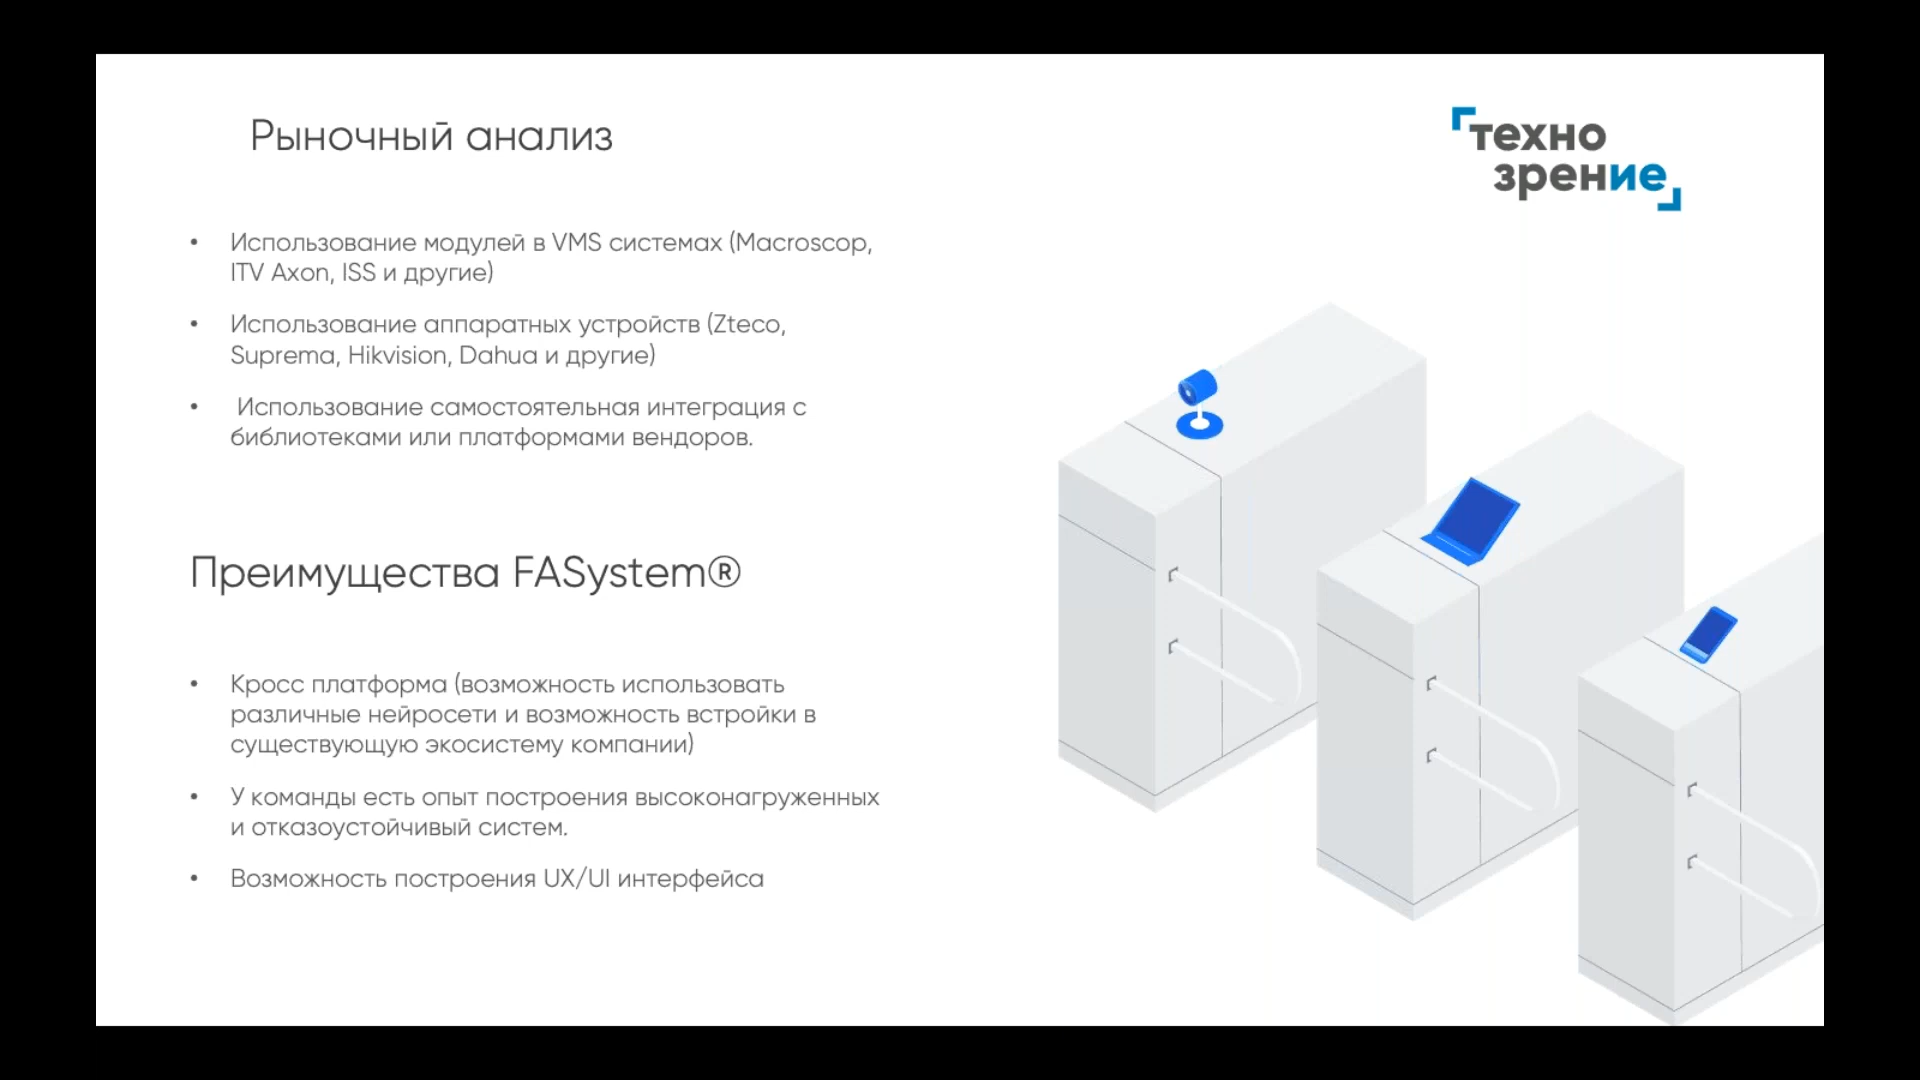 Рыночный анализ
техно
зрение
• Использование модулей в VMS системах (Macroscop,
ITV Axon, ISS и другие)
• Использование аппаратных устройств (Zteco,
Suprema, Hikvision, Dahua и другие)
• Использование самостоятельная интеграция с
библиотеками или платформами вендоров.
Преимущества FASystem®
• Кросс платформа (возможность использовать
различные нейросети и возможность встройки в
существующую экосистему компании)
• У команды есть опыт построения высоконагруженных
и отказоустойчивый систем.
• Возможность построения UX/UI интерфейса